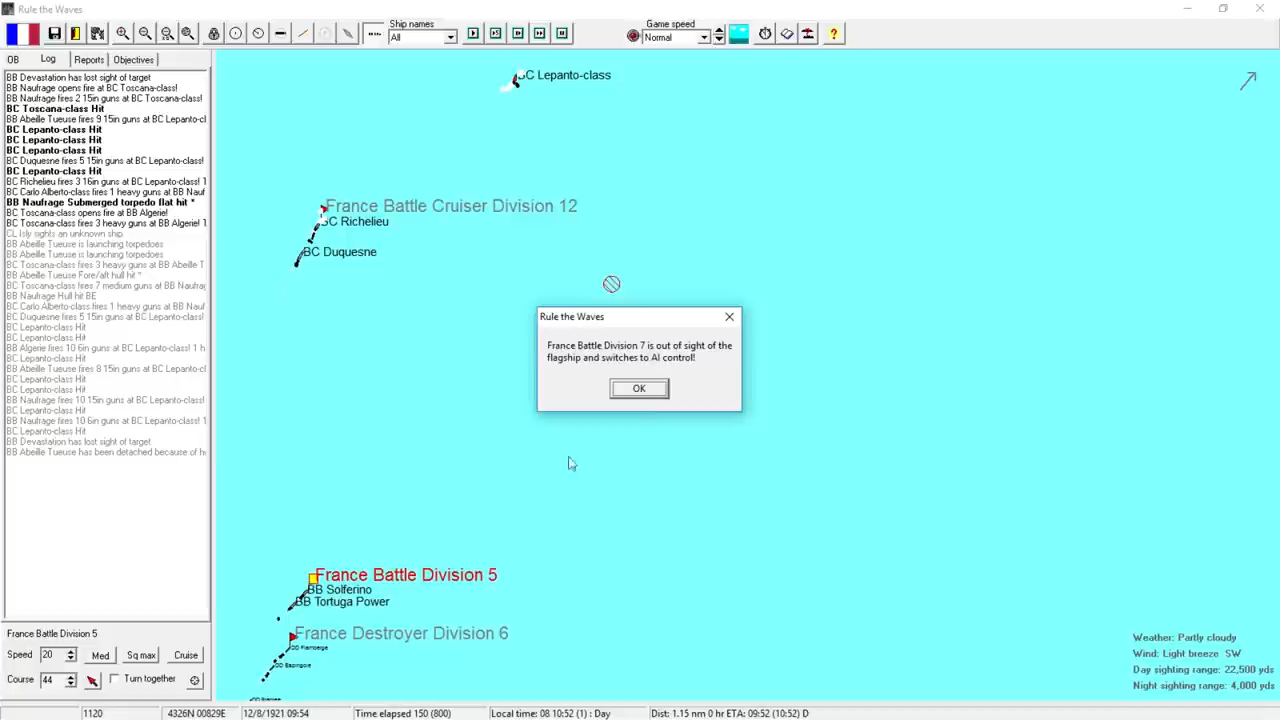 Rule the Waves
Ship names
All
Game speed
Normal
OB Log Reports Objectives
BB Devastation has lost sight of target
BB Naufrage opens fire at BC Toscana-class!
BB Naufrage fires 2 15in guns at BC Toscana-class!
BC Toscana-class Hit
BB Abeille Tueuse fires 9 15in guns at BC Lepanto-cl
BC Lepanto-class Hit
BC Lepanto-class Hit
BC Lepanto-class Hit
BC Duquesne fires 5 15in guns at BC Lepanto-class!
BC Lepanto-class Hit
BC Richelieu fires 3 16in guns at BC Lepanto-class! 1
BC Carlo Alberto-class fires 1 heavy guns at BB Nauf
BB Naufrage Submerged torpedo flat hit *
BC Toscana-class opens fire at BB Algerie!
BC Toscana-class fires 3 heavy guns at BB Algerie! 1
CL Isly sights an unknown ship
BB Abeille Tueuse is launching torpedoes
BB Abeille Tueuse is launching torpedoes
BC Toscana-class fires 3 heavy guns at BB Abeille T
BB Abeille Tueuse Fore/aft hull hit *
BC Toscana-class fires 7 medium guns at BB Naufrag
BB Naufrage Hull hit BE
BC Carlo Alberto-class fires 1 heavy guns at BB Nauf
BC Duquesne fires 5 15in guns at BC Lepanto-class!
BC Lepanto-class Hit
BC Lepanto-class Hit
BB Algerie fires 10 6in guns at BC Lepanto-class! 1 h
BC Lepanto-class Hit
BB Abeille Tueuse fires 8 15in guns at BC Lepanto-cl
BC Lepanto-class Hit
BC Lepanto-class Hit
BB Naufrage fires 10 15in guns at BC Lepanto-class!
BC Lepanto-class Hit
BB Naufrage fires 10 6in guns at BC Lepanto-class! 1
BC Lepanto-class Hit
BB Devastation has lost sight of target
BB Abeille Tueuse has been detached because of h
BC Lepanto-class
France Battle Cruiser Division 12
BC Richelieu
BC Duquesne
Rule the Waves
France Battle Division 7 is out of sight of the
flagship and switches to AI control!
OK
France Battle Division 5
BB Solferino
BB Tortuga Power
France Destroyer Division 6
DD Flamberge
DD Espingole
France Battle Division 5
Speed 20 Med Sq max Cruise
Course 44 Turn together
Weather: Partly cloudy
Wind: Light breeze SW
Day sighting range: 22,500 yds
Night sighting range: 4,000 yds
1120 4326N 00829E 12/8/1921 09:54 Time elapsed 150 (800) Local time: 08 10:52 (1) : Day Dist: 1.15 nm 0 hr ETA: 09:52 (10:52) D